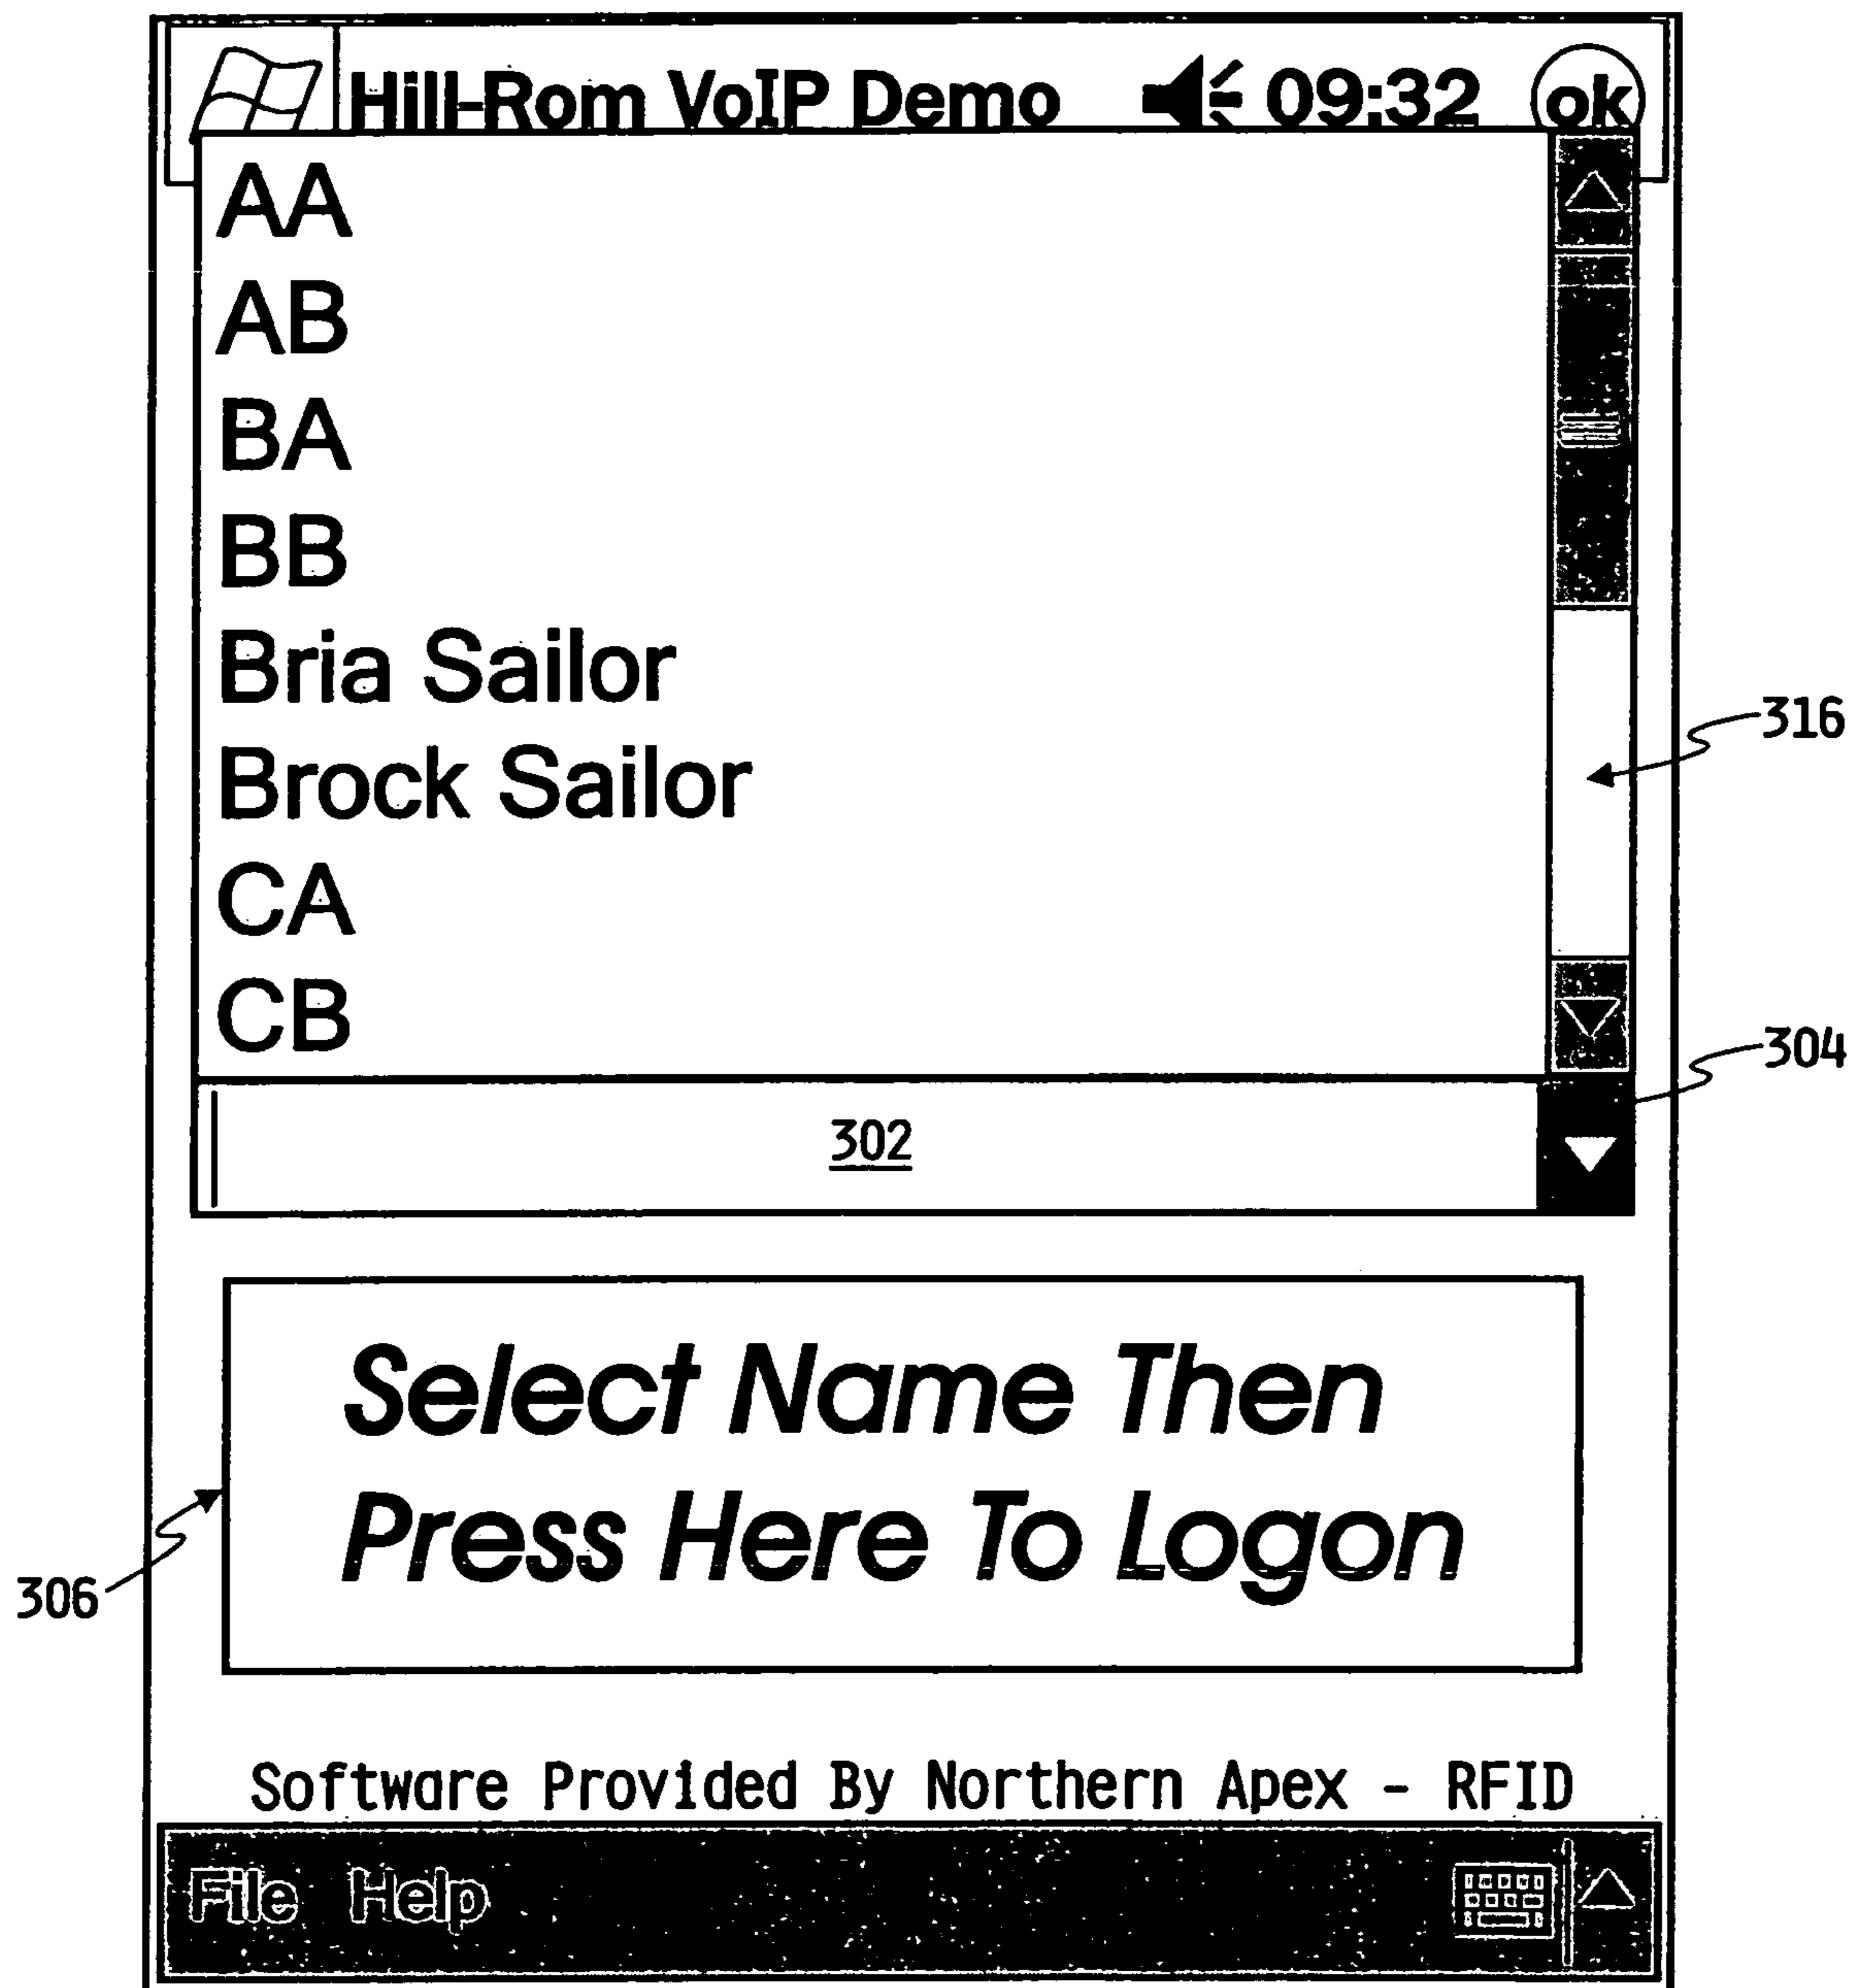 Hill-Rom VoIP Demo 09:32 ok
AA
AB
BA
BB
Bria Sailor
Brock Sailor
316
CA
CB
304
302
Select Name Then
Press Here To Logon
306
Software Provided By Northern Apex - RFID
File Help